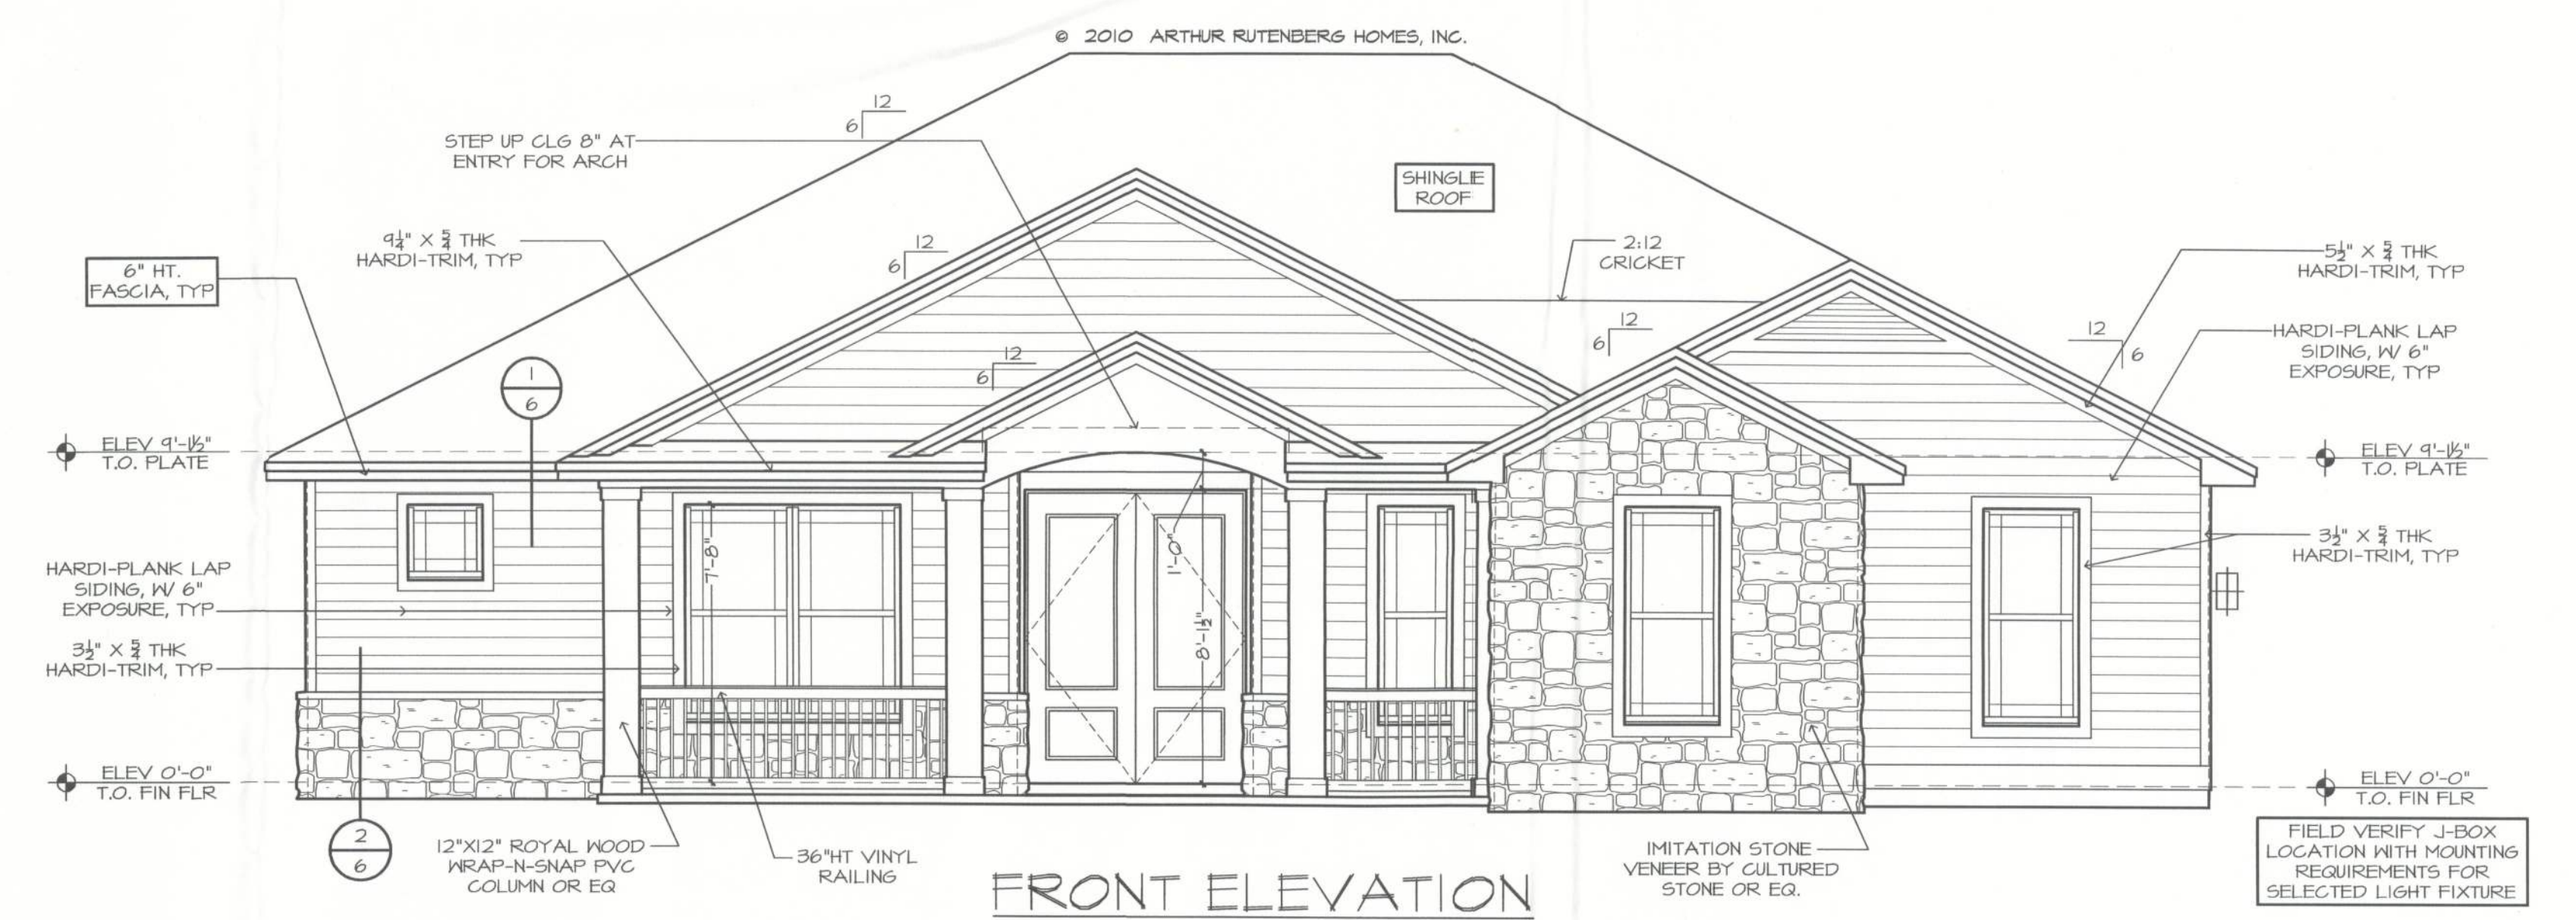 © 2010 ARTHUR RUTENBERG HOMES, INC.
12
6
STEP UP CLG 8" AT
ENTRY FOR ARCH
SHINGLE
ROOF
9¼" X 5/4 THK
HARDI-TRIM, TYP
12
6
2:12
CRICKET
5½" X 5/4 THK
HARDI-TRIM, TYP
6" HT.
FASCIA, TYP
12
6
12
6
HARDI-PLANK LAP
SIDING, W/ 6"
EXPOSURE, TYP
12
6
1
6
ELEV 9'-1½"
T.O. PLATE
ELEV 9'-1½"
T.O. PLATE
7'-8"
1'-0"
8'-1½"
3½" X 5/4 THK
HARDI-TRIM, TYP
HARDI-PLANK LAP
SIDING, W/ 6"
EXPOSURE, TYP
3½" X 5/4 THK
HARDI-TRIM, TYP
ELEV 0'-0"
T.O. FIN FLR
ELEV 0'-0"
T.O. FIN FLR
2
6
12"X12" ROYAL WOOD
WRAP-N-SNAP PVC
COLUMN OR EQ
36"HT VINYL
RAILING
IMITATION STONE
VENEER BY CULTURED
STONE OR EQ.
FIELD VERIFY J-BOX
LOCATION WITH MOUNTING
REQUIREMENTS FOR
SELECTED LIGHT FIXTURE
FRONT ELEVATION